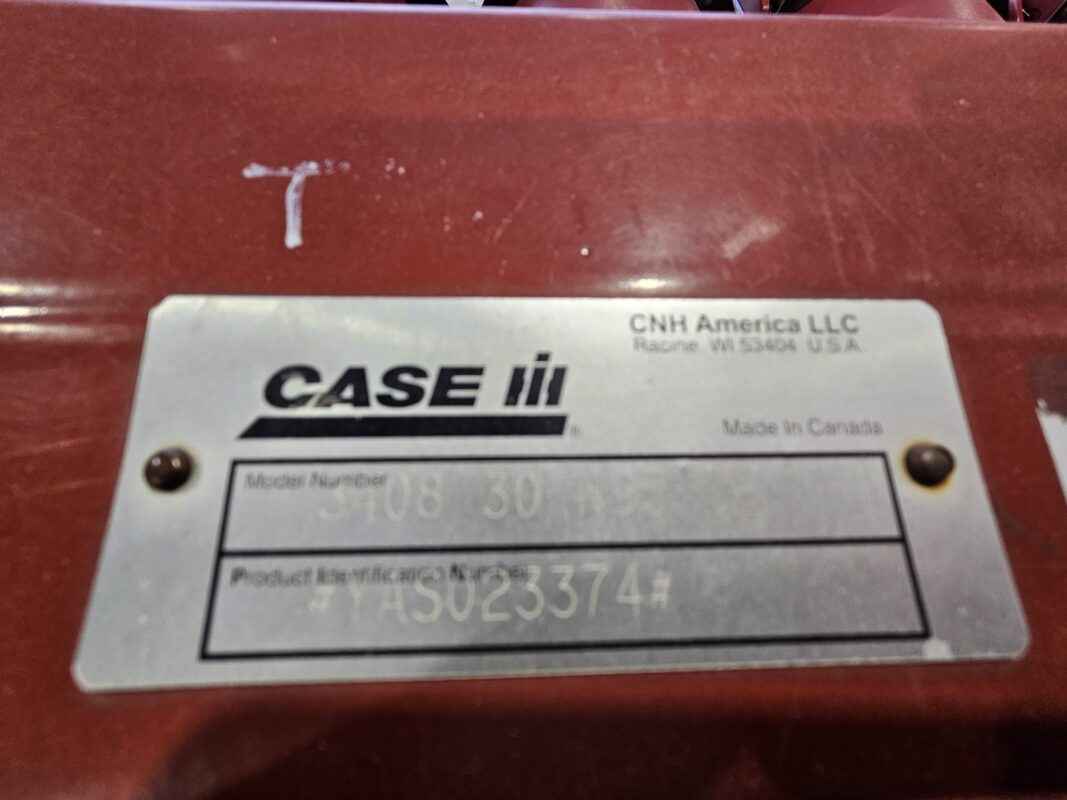 T
CNH America LLC
Racine WI 53404 U.S.A.
CASE IH
Made In Canada
Model Number
3408 30
Product Identification Number
#YAS023374#